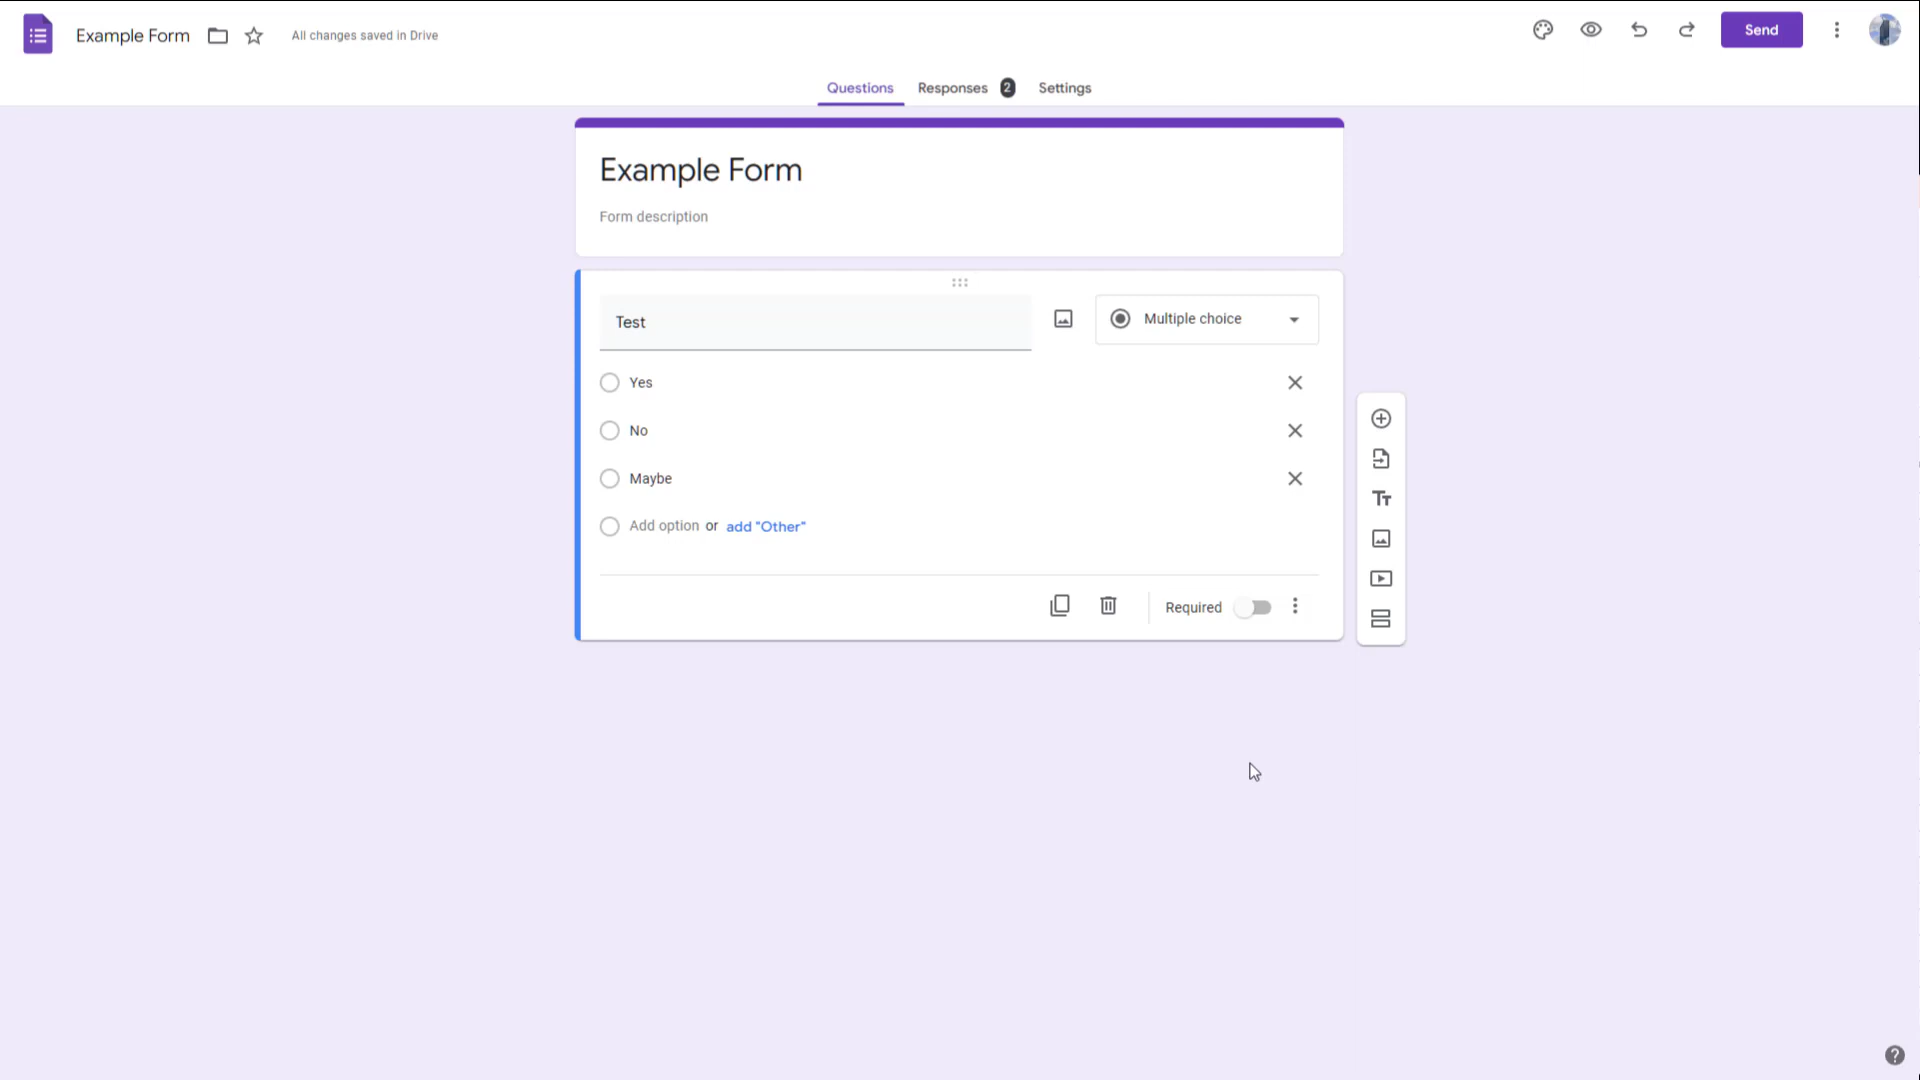 Example Form
All changes saved in Drive
Send
Questions
Responses 2
Settings
Example Form
Form description
Test
Multiple choice
Yes
No
Maybe
Add option or add "Other"
Required